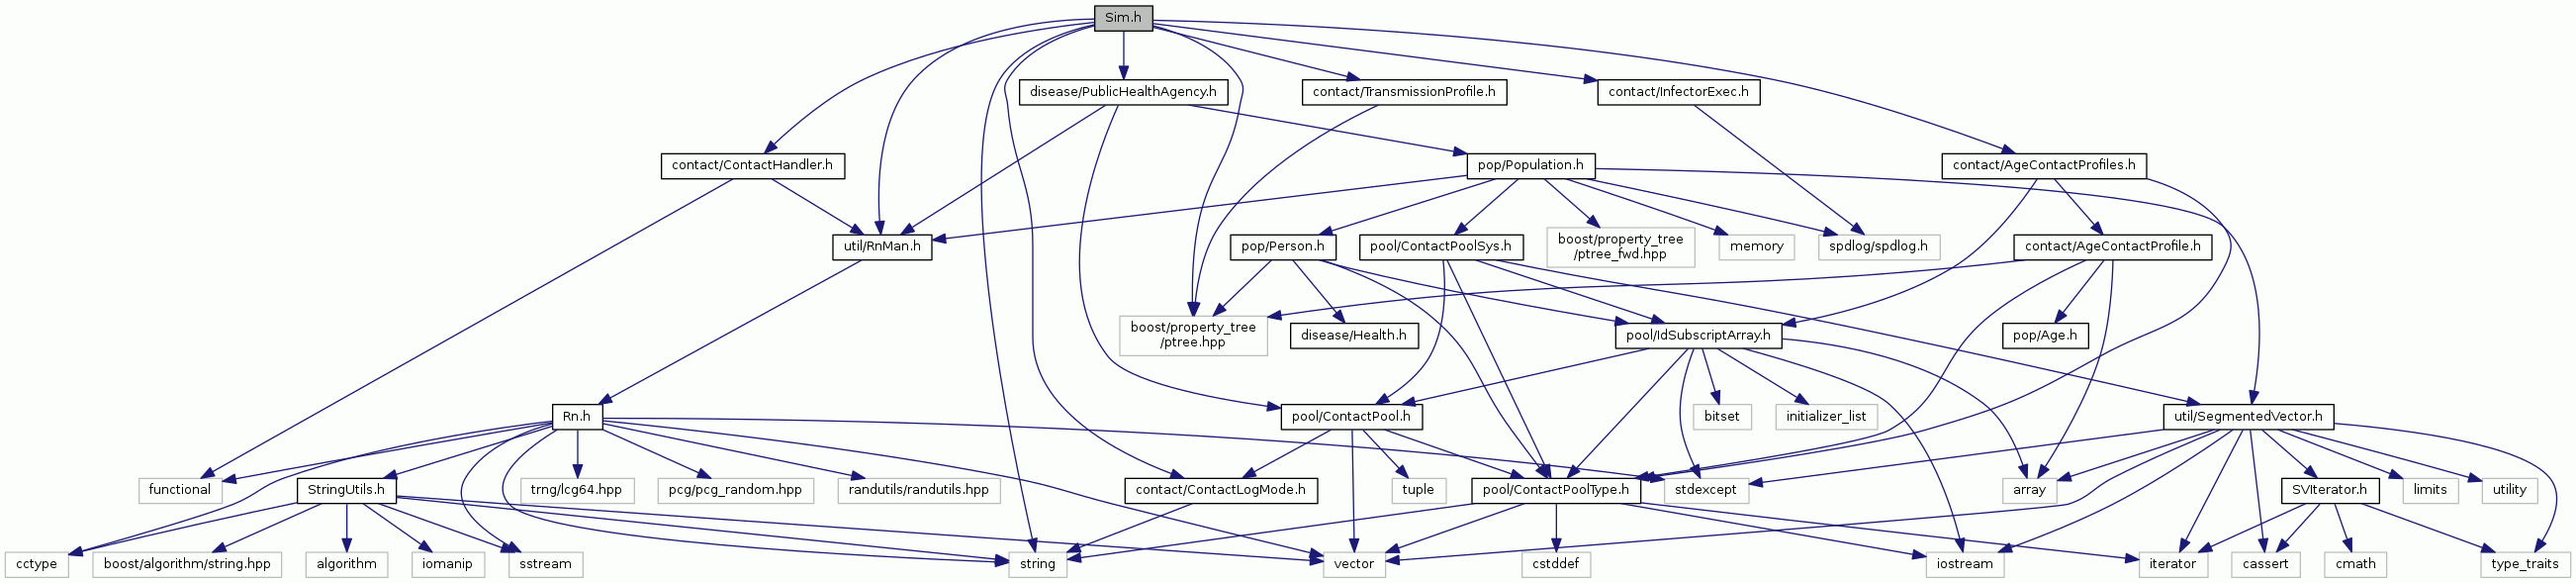 Sim.h
disease/PublicHealthAgency.h
contact/TransmissionProfile.h
contact/InfectorExec.h
contact/ContactHandler.h
pop/Population.h
contact/AgeContactProfiles.h
util/RnMan.h
pop/Person.h
pool/ContactPoolSys.h
boost/property_tree
/ptree_fwd.hpp
memory
spdlog/spdlog.h
contact/AgeContactProfile.h
boost/property_tree
/ptree.hpp
disease/Health.h
pool/IdSubscriptArray.h
pop/Age.h
Rn.h
pool/ContactPool.h
bitset
initializer_list
util/SegmentedVector.h
functional
StringUtils.h
trng/lcg64.hpp
pcg/pcg_random.hpp
randutils/randutils.hpp
contact/ContactLogMode.h
tuple
pool/ContactPoolType.h
stdexcept
array
SVIterator.h
limits
utility
cctype
boost/algorithm/string.hpp
algorithm
iomanip
sstream
string
vector
cstddef
iostream
iterator
cassert
cmath
type_traits